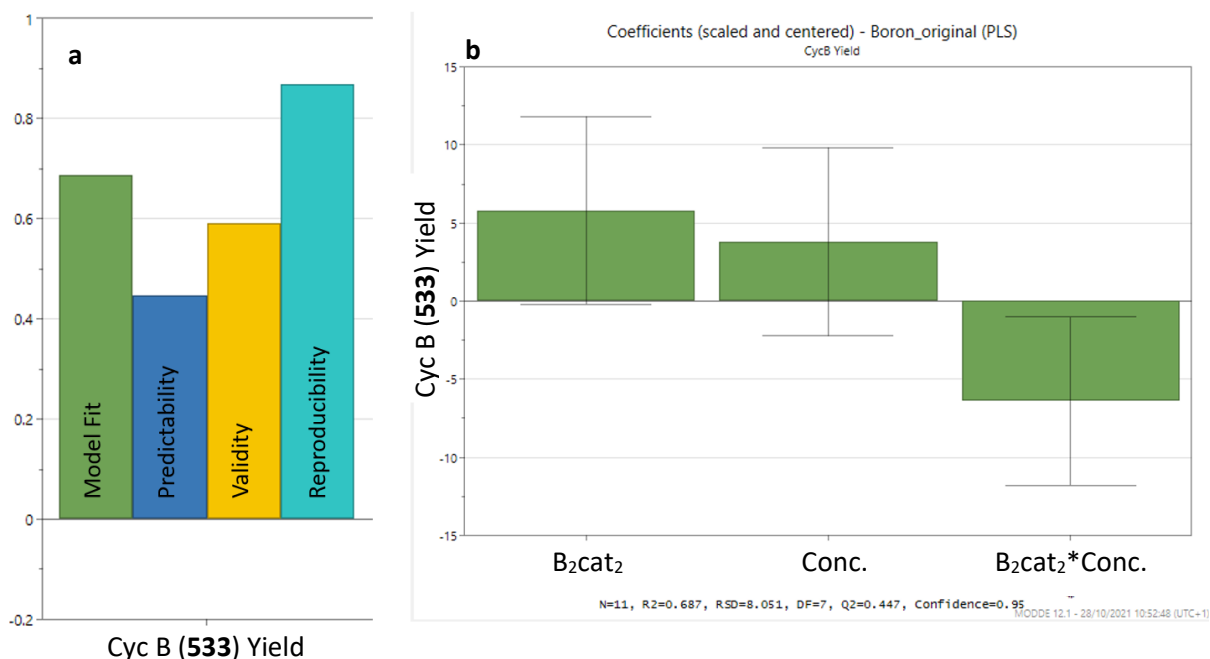 a
1
0.8
0.6
0.4
0.2
0
-0.2
Model Fit
Predictability
Validity
Reproducibility
Cyc B (533) Yield
b
Coefficients (scaled and centered) - Boron_original (PLS)
CycB Yield
Cyc B (533) Yield
15
10
5
0
-5
-10
-15
B₂cat₂
Conc.
B₂cat₂*Conc.
N=11, R2=0.687, RSD=8.051, DF=7, Q2=0.447, Confidence=0.95
MODDE 12.1 - 28/10/2021 10:52:48 (UTC+1)